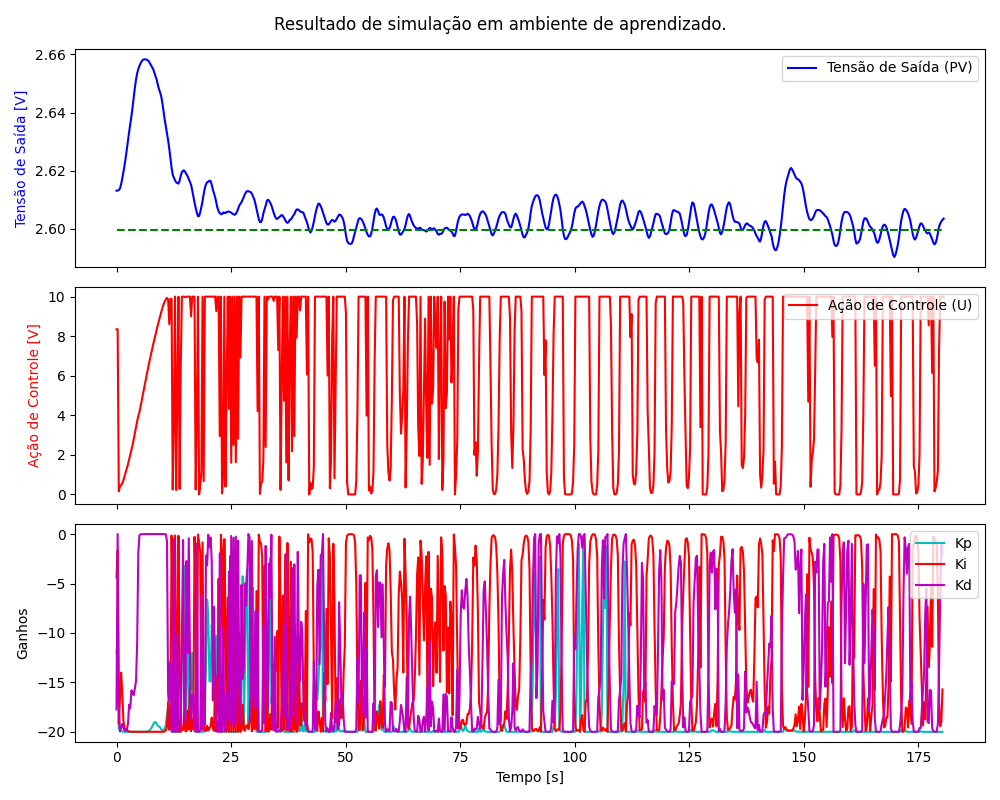 Resultado de simulação em ambiente de aprendizado.
Tensão de Saída [V]
2.66
2.64
2.62
2.60
Tensão de Saída (PV)
Ação de Controle [V]
10
8
6
4
2
0
Ação de Controle (U)
Ganhos
0
−5
−10
−15
−20
Kp
Ki
Kd
0
25
50
75
100
125
150
175
Tempo [s]